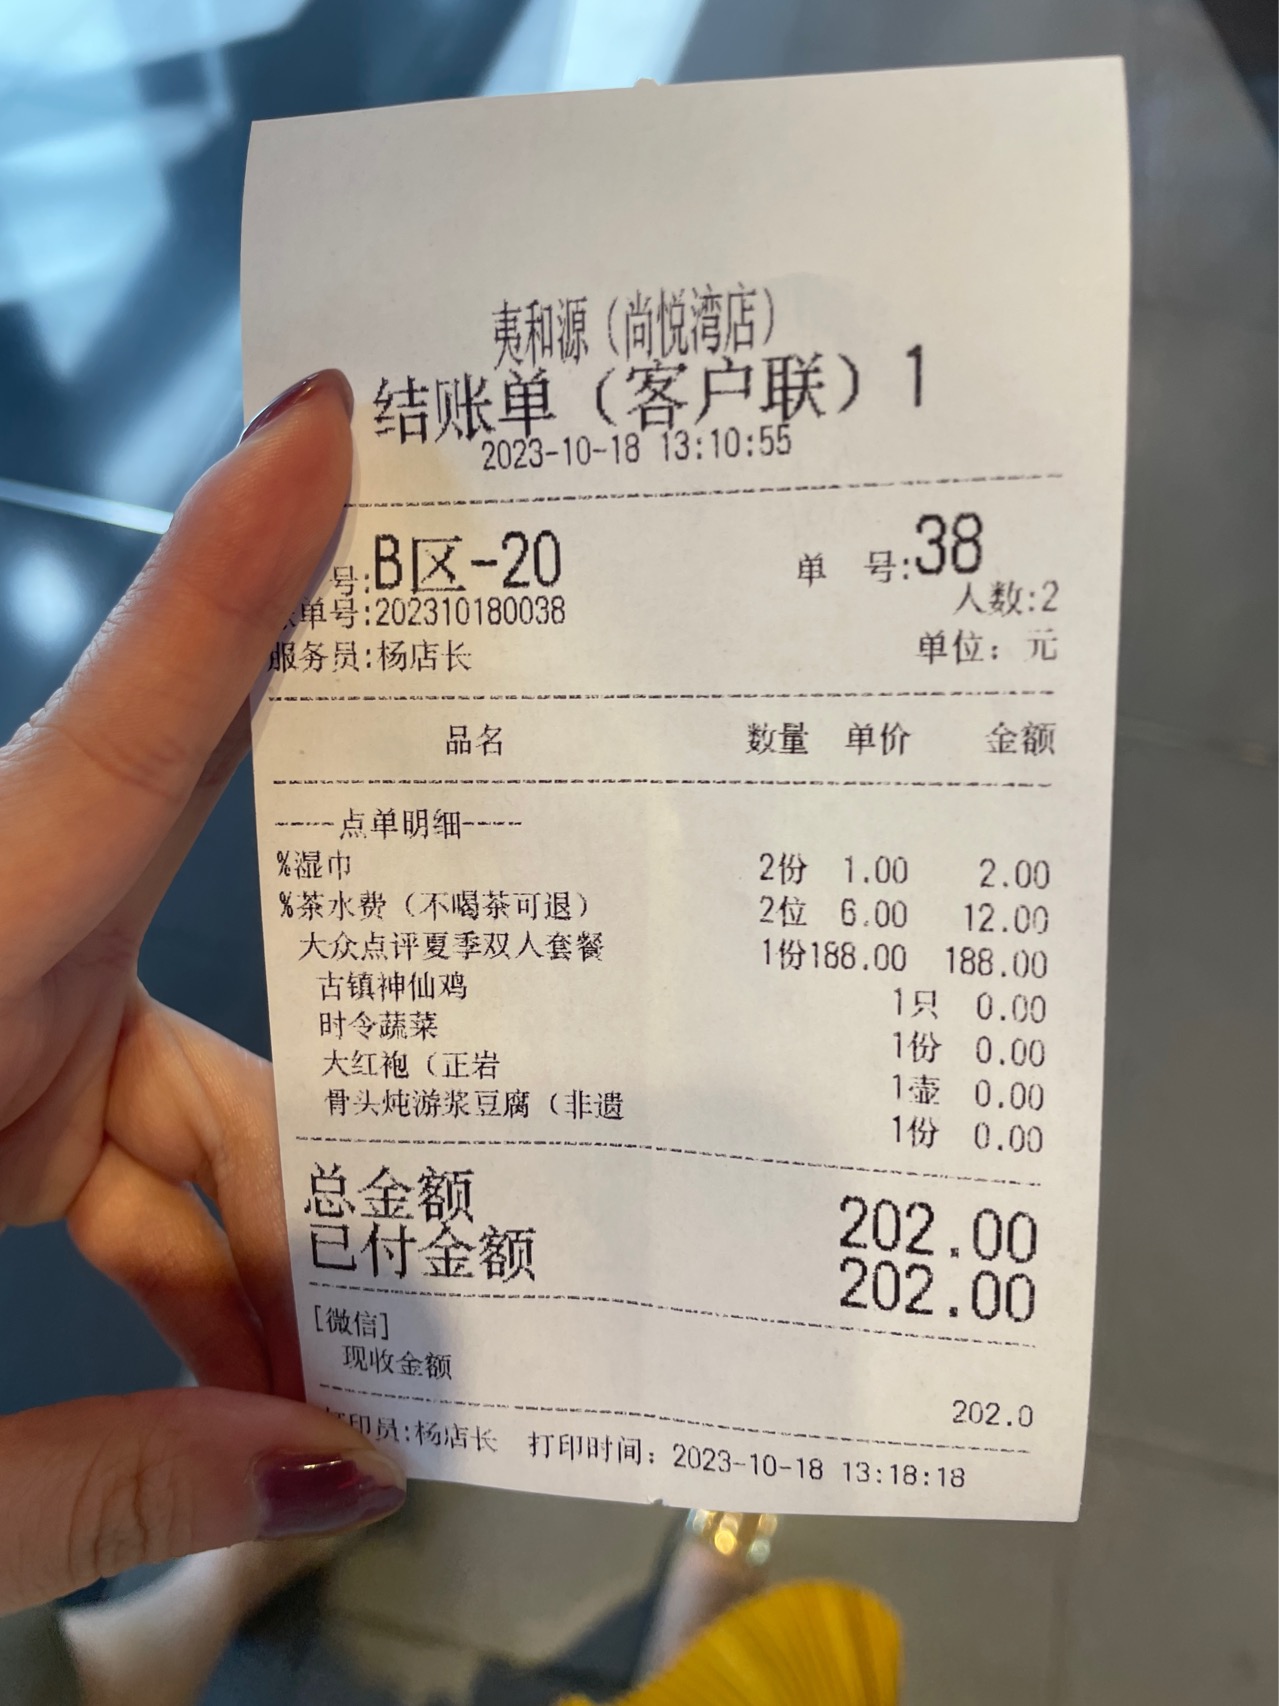 夷和源（尚悦湾店）
结账单（客户联）1
2023-10-18 13:10:55
号:B区-20 单 号:38
人数:2
单号:202310180038
服务员:杨店长 单位：元
品名 数量 单价 金额
-----点单明细-----
%湿巾 2份 1.00 2.00
%茶水费（不喝茶可退） 2位 6.00 12.00
大众点评夏季双人套餐 1份188.00 188.00
古镇神仙鸡 1只 0.00
时令蔬菜 1份 0.00
大红袍（正岩 1壶 0.00
骨头炖游浆豆腐（非遗 1份 0.00
总金额 202.00
已付金额 202.00
[微信]
现收金额 202.0
打印员:杨店长 打印时间：2023-10-18 13:18:18